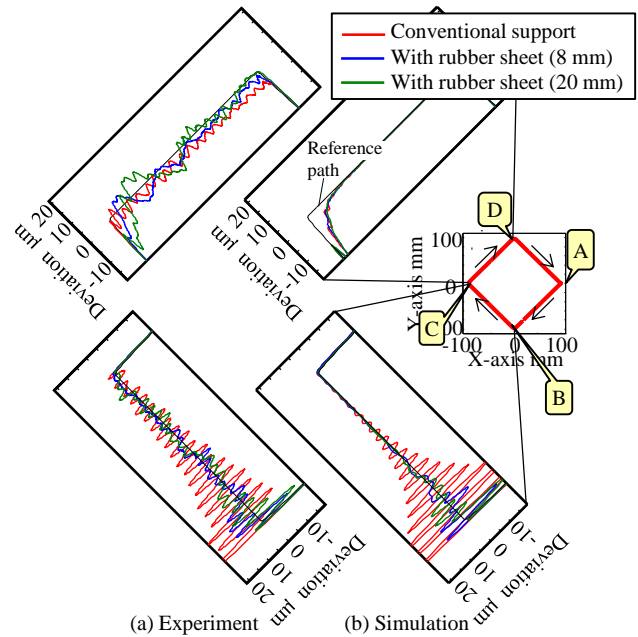 Conventional support
With rubber sheet (8 mm)
With rubber sheet (20 mm)
Reference
path
20
10
0
-10
Deviation µm
20
10
0
-10
Deviation µm
D
A
C
B
Y-axis mm
100
0
00
-100
0
100
X-axis mm
-10
0
10
20
Deviation µm
-10
0
10
20
Deviation µm
(a) Experiment
(b) Simulation